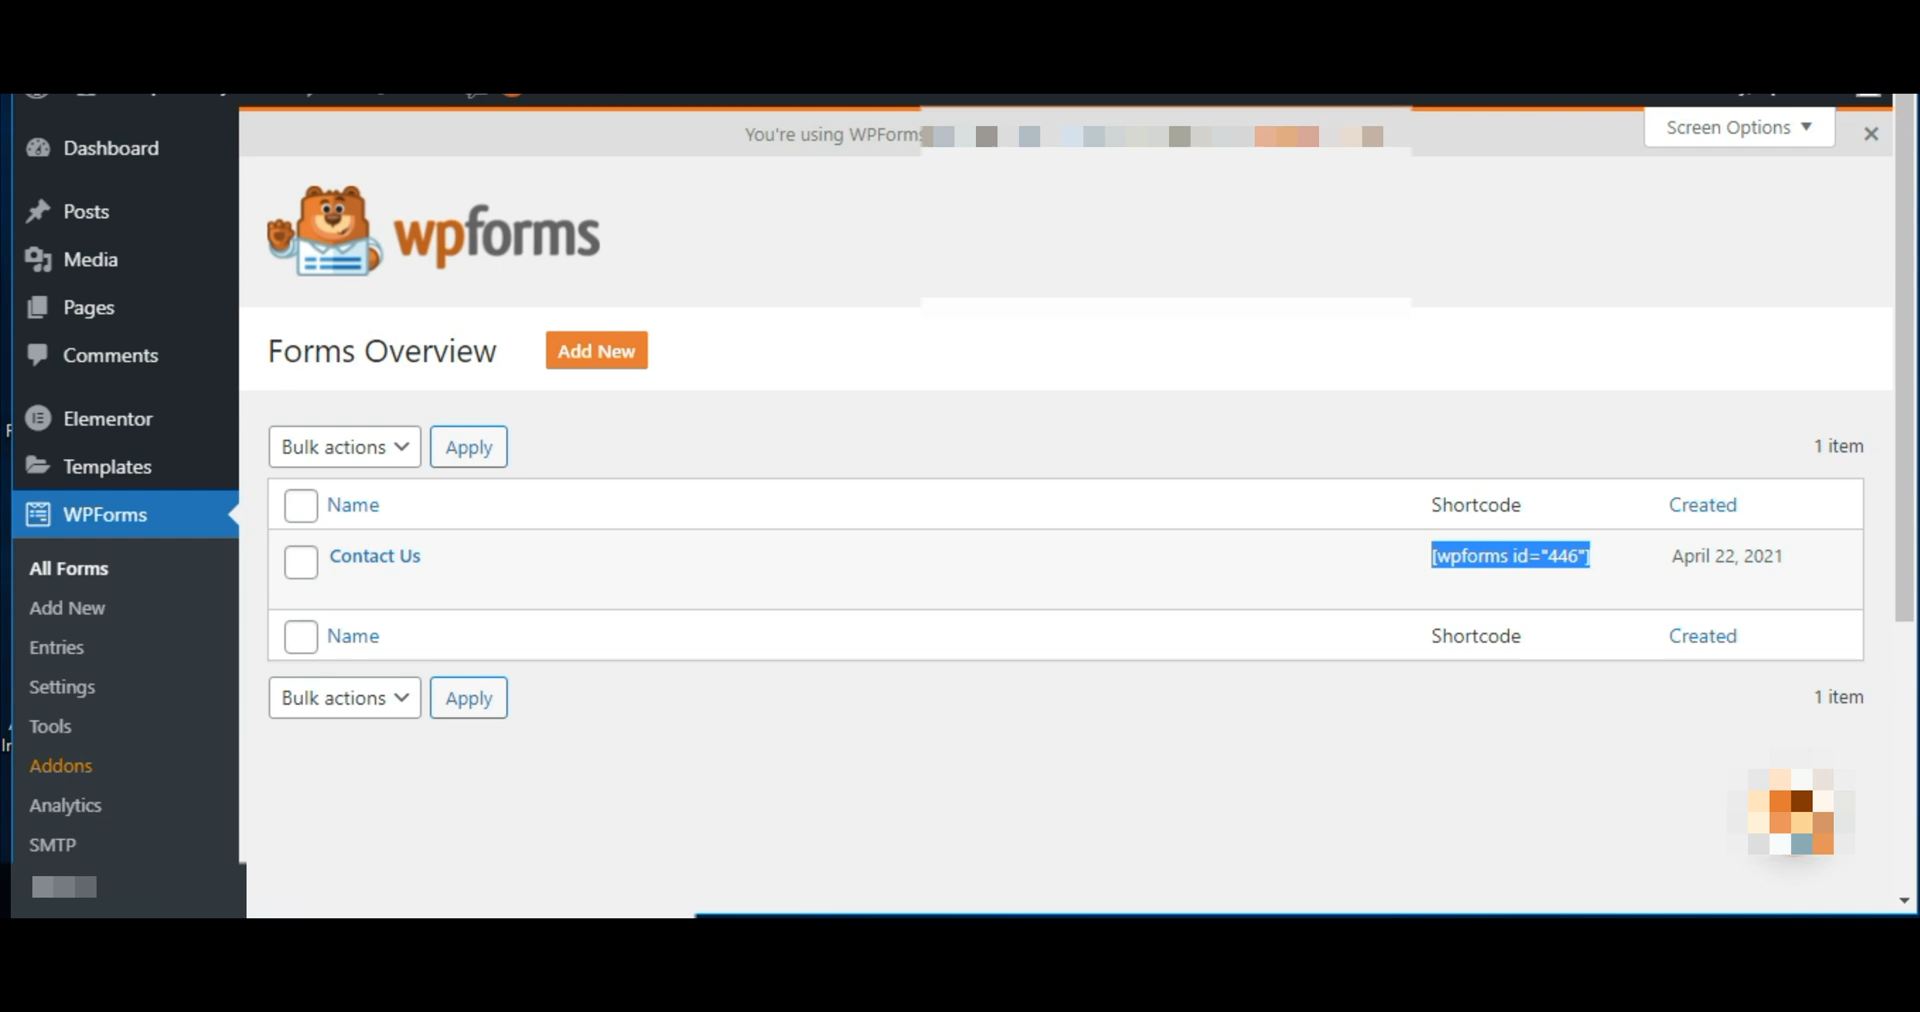 Dashboard
Posts
Media
Pages
Comments
Elementor
Templates
WPForms
All Forms
Add New
Entries
Settings
Tools
Addons
Analytics
SMTP
You're using WPForms
Screen Options
wpforms
Forms Overview
Add New
Bulk actions Apply 1 item
Name Shortcode Created
Contact Us [wpforms id="446"] April 22, 2021
Name Shortcode Created
Bulk actions Apply 1 item